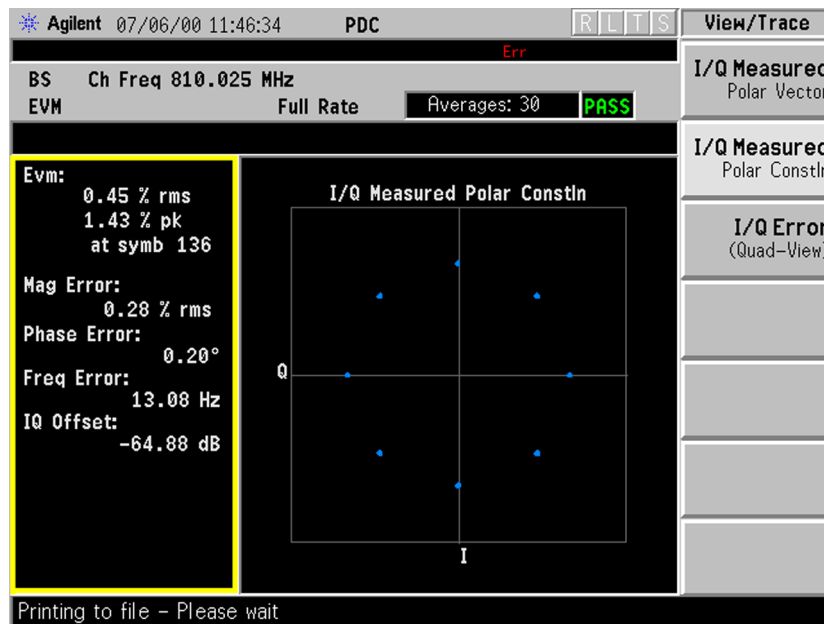 Agilent 07/06/00 11:46:34 PDC R L T S View/Trace
Err
BS Ch Freq 810.025 MHz
EVM Full Rate Averages: 30 PASS
I/Q Measured
Polar Vector
I/Q Measured
Polar Constln
I/Q Error
(Quad-View)
Evm:
0.45 % rms
1.43 % pk
at symb 136
Mag Error:
0.28 % rms
Phase Error:
0.20°
Freq Error:
13.08 Hz
IQ Offset:
-64.88 dB
I/Q Measured Polar Constln
Q
I
Printing to file - Please wait